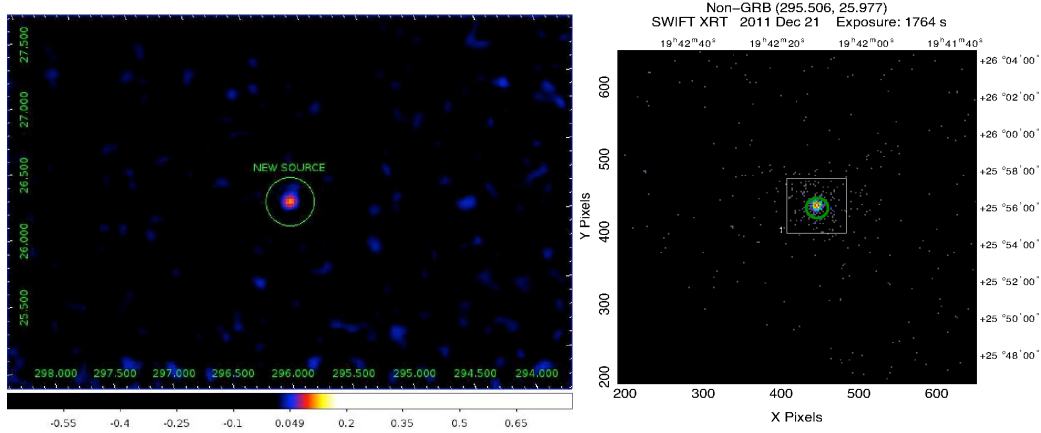 27.500
27.000
26.500
26.000
25.500
NEW SOURCE
298.000 297.500 297.000 296.500 296.000 295.500 295.000 294.500 294.000
-0.55 -0.4 -0.25 -0.1 0.049 0.2 0.35 0.5 0.65
Non-GRB (295.506, 25.977)
SWIFT XRT 2011 Dec 21 Exposure: 1764 s
19h42m40s 19h42m20s 19h42m00s 19h41m40s
+26 °04'00"
+26 °02'00"
+26 °00'00"
+25 °58'00"
+25 °56'00"
+25 °54'00"
+25 °52'00"
+25 °50'00"
+25 °48'00"
600
500
400
300
200
Y Pixels
1
200 300 400 500 600
X Pixels